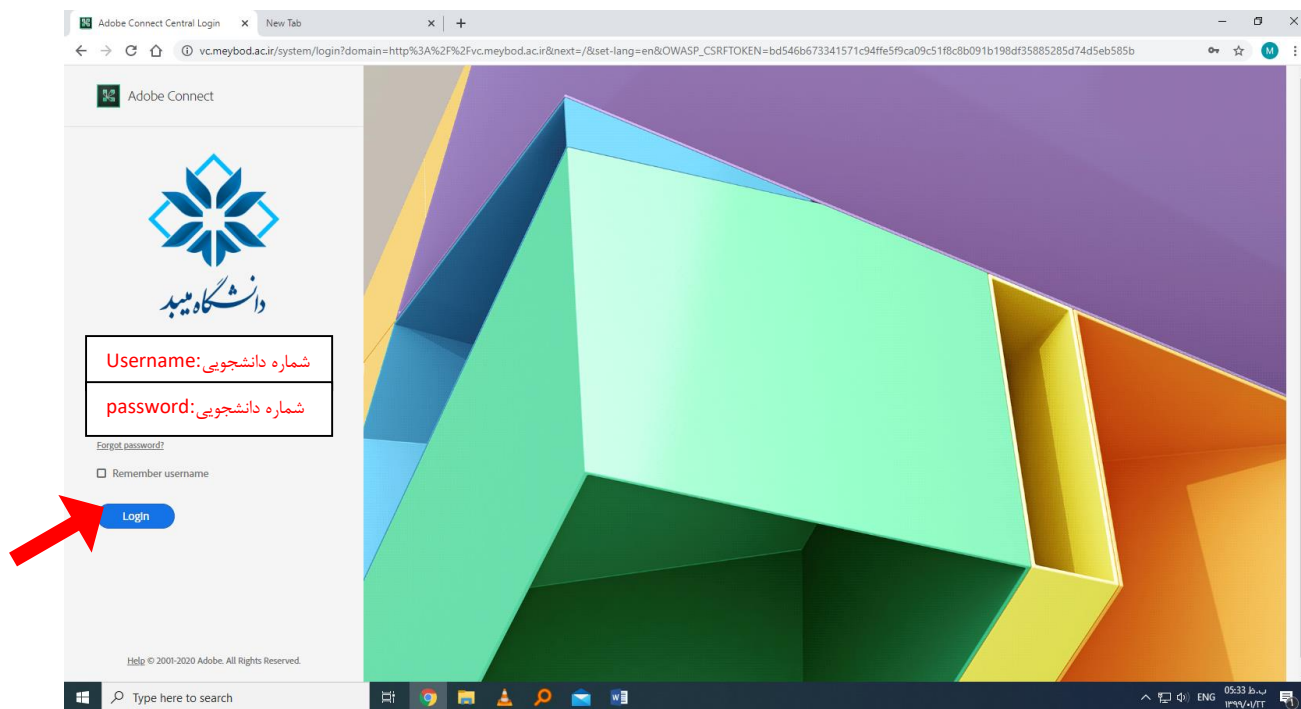 Adobe Connect Central Login
New Tab
vc.meybod.ac.ir/system/login?domain=http%3A%2F%2Fvc.meybod.ac.ir&next=/&set-lang=en&OWASP_CSRFTOKEN=bd546b673341571c94ffe5f9ca09c51f8c8b091b198df35885285d74d5eb585b
M
Adobe Connect
دانشگاه میبد
Username:شماره دانشجویی
password:شماره دانشجویی
Forgot password?
Remember username
Login
Help © 2001-2020 Adobe. All Rights Reserved.
Type here to search
ENG
05:33 ب.ظ
۱۳۹۹/۰۱/۲۲
1